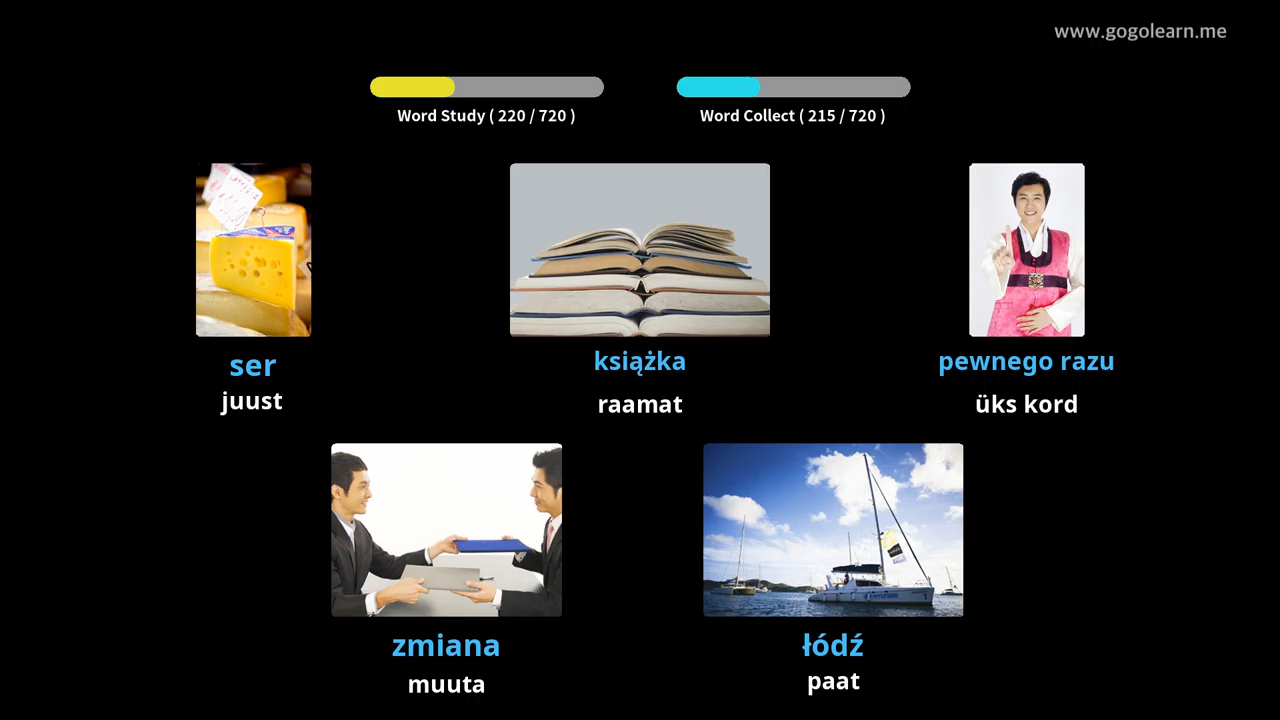 www.gogolearn.me
Word Study ( 220 / 720 )
Word Collect ( 215 / 720 )
ser
juust
książka
raamat
pewnego razu
üks kord
zmiana
muuta
łódź
paat